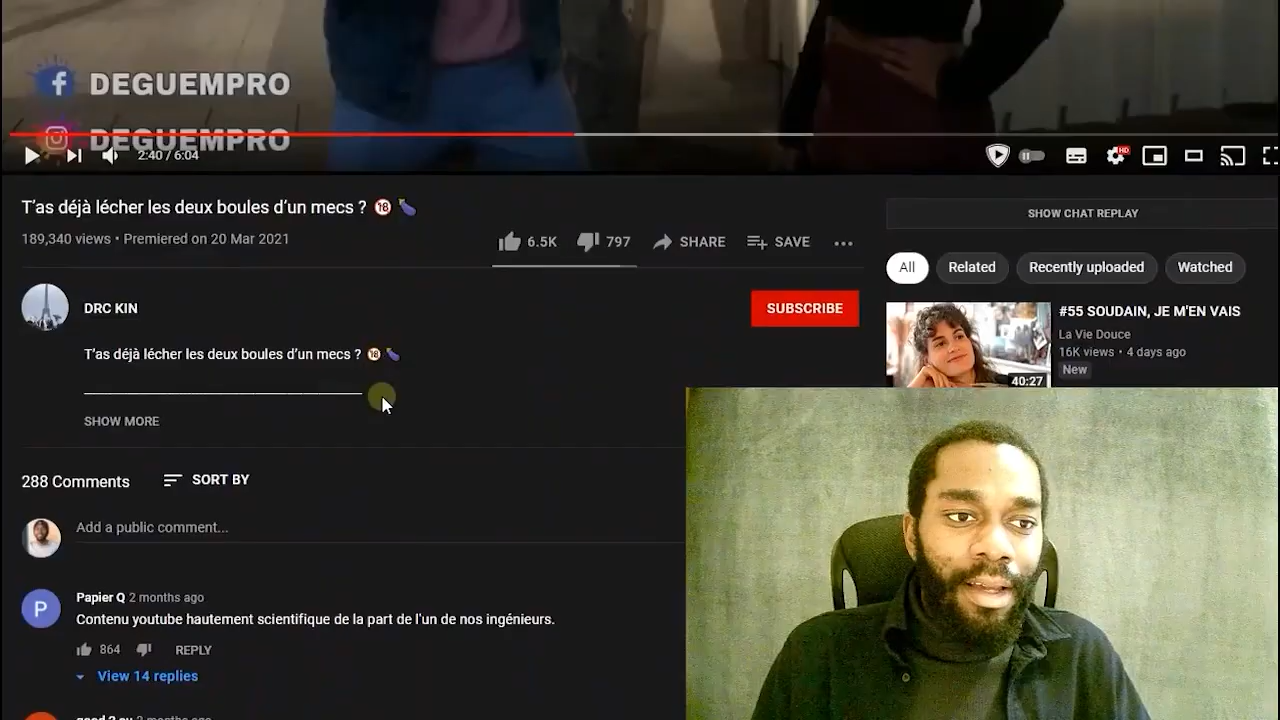 DEGUEMPRO
DEGUEMPRO
2:40 / 6:04
HD
T'as déjà lécher les deux boules d'un mecs ? 🔞 🍆
189,340 views • Premiered on 20 Mar 2021
6.5K
797
SHARE
SAVE
SHOW CHAT REPLAY
All
Related
Recently uploaded
Watched
DRC KIN
SUBSCRIBE
T'as déjà lécher les deux boules d'un mecs ? 🔞 🍆
SHOW MORE
#55 SOUDAIN, JE M'EN VAIS
La Vie Douce
16K views • 4 days ago
New
40:27
288 Comments
SORT BY
Add a public comment...
P
Papier Q 2 months ago
Contenu youtube hautement scientifique de la part de l'un de nos ingénieurs.
864
REPLY
View 14 replies